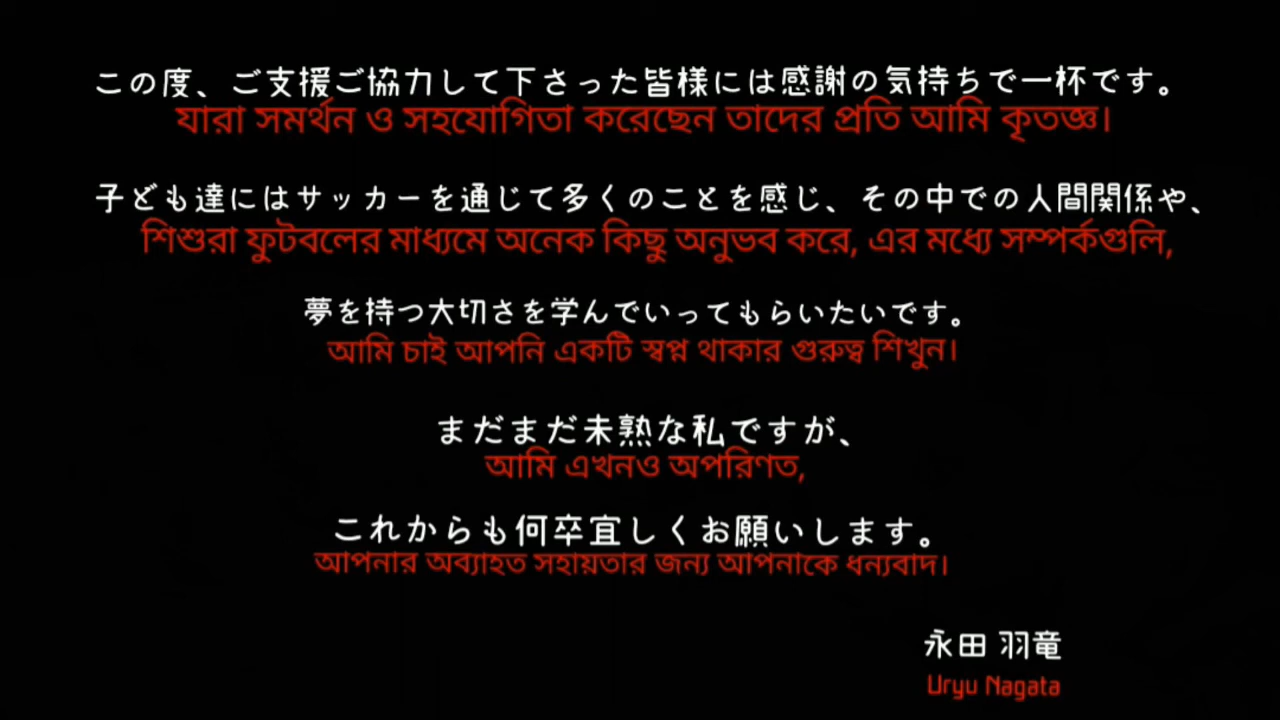 この度、ご支援ご協力して下さった皆様には感謝の気持ちで一杯です。
যারা সমর্থন ও সহযোগিতা করেছেন তাদের প্রতি আমি কৃতজ্ঞ।
子ども達にはサッカーを通じて多くのことを感じ、その中での人間関係や、
শিশুরা ফুটবলের মাধ্যমে অনেক কিছু অনুভব করে, এর মধ্যে সম্পর্কগুলি,
夢を持つ大切さを学んでいってもらいたいです。
আমি চাই আপনি একটি স্বপ্ন থাকার গুরুত্ব শিখুন।
まだまだ未熟な私ですが、
আমি এখনও অপরিণত,
これからも何卒宜しくお願いします。
আপনার অব্যাহত সহায়তার জন্য আপনাকে ধন্যবাদ।
永田 羽竜
Uryu Nagata